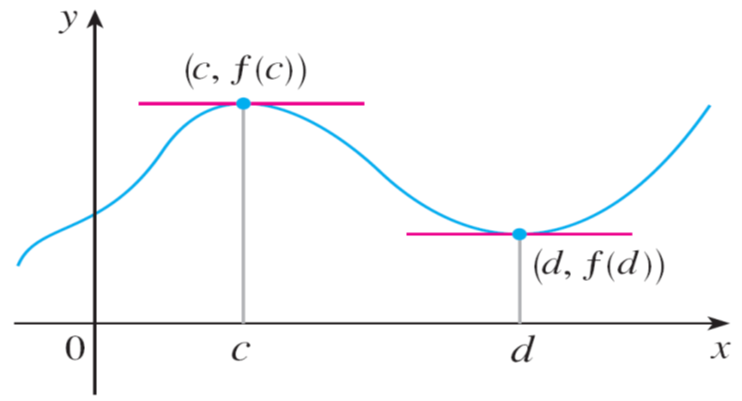 y
(c, f(c))
(d, f(d))
0
c
d
x